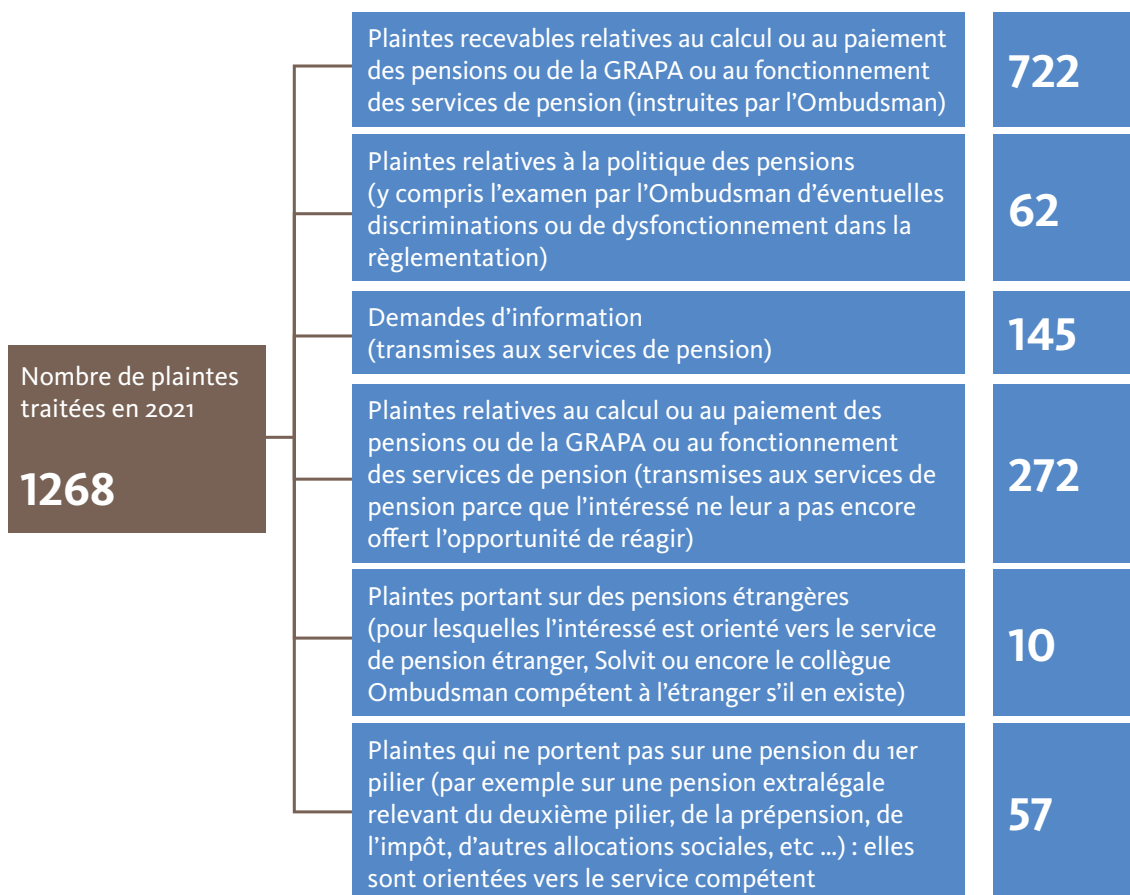 Plaintes recevables relatives au calcul ou au paiement
des pensions ou de la GRAPA ou au fonctionnement
des services de pension (instruites par l'Ombudsman)
722
Plaintes relatives à la politique des pensions
(y compris l'examen par l'Ombudsman d'éventuelles
discriminations ou de dysfonctionnement dans la
règlementation)
62
Demandes d'information
(transmises aux services de pension)
145
Nombre de plaintes
traitées en 2021
1268
Plaintes relatives au calcul ou au paiement des
pensions ou de la GRAPA ou au fonctionnement
des services de pension (transmises aux services de
pension parce que l'intéressé ne leur a pas encore
offert l'opportunité de réagir)
272
Plaintes portant sur des pensions étrangères
(pour lesquelles l'intéressé est orienté vers le service
de pension étranger, Solvit ou encore le collègue
Ombudsman compétent à l'étranger s'il en existe)
10
Plaintes qui ne portent pas sur une pension du 1er
pilier (par exemple sur une pension extralégale
relevant du deuxième pilier, de la prépension, de
l'impôt, d'autres allocations sociales, etc ...) : elles
sont orientées vers le service compétent
57